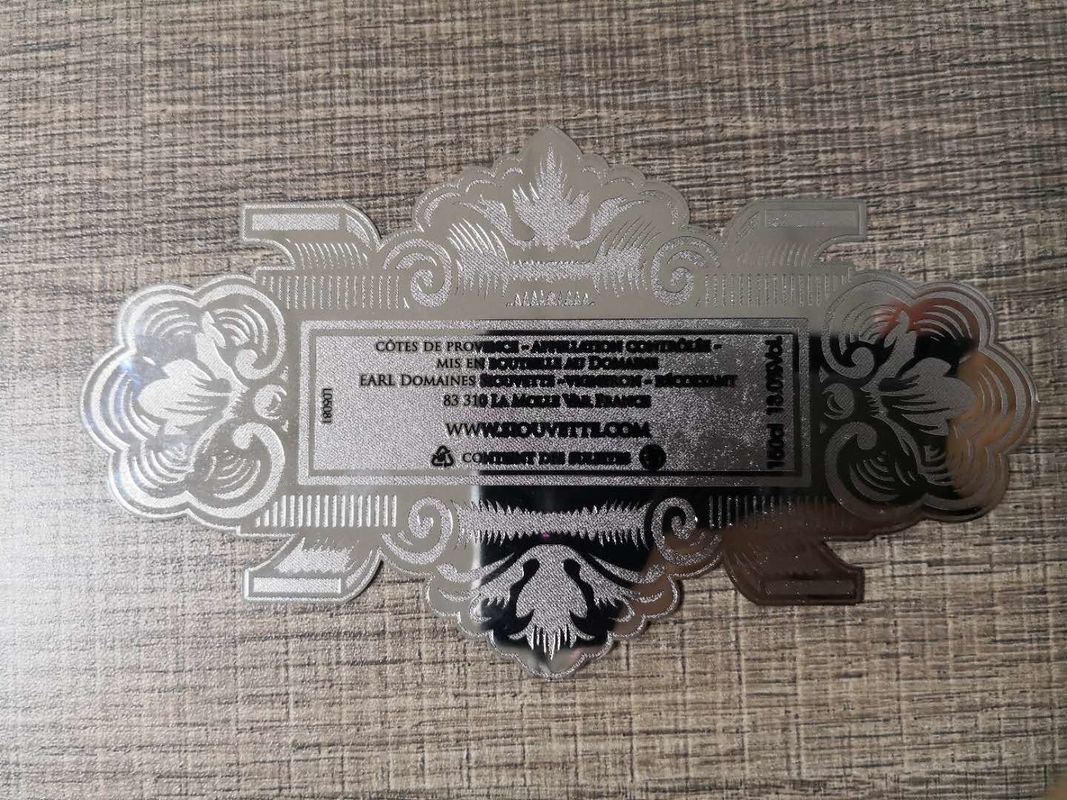 CÔTES DE PROVENCE - APPELLATION CONTRÔLÉE -
MIS EN BOUTEILLE AU DOMAINE
EARL DOMAINES SIOUVETTE -VIGNERON - RÉCOLTANT
83 310 LA MOLLE VAR FRANCE
WWW.SIOUVETTE.COM
CONTIENT DES SULFITES
150cl 13.0%Vol.